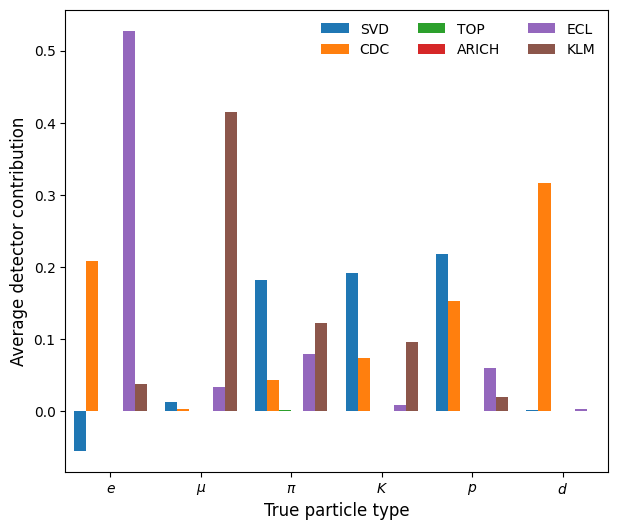 SVD TOP ECL
CDC ARICH KLM
0.5
0.4
0.3
0.2
0.1
0.0
Average detector contribution
e μ π K p d
True particle type